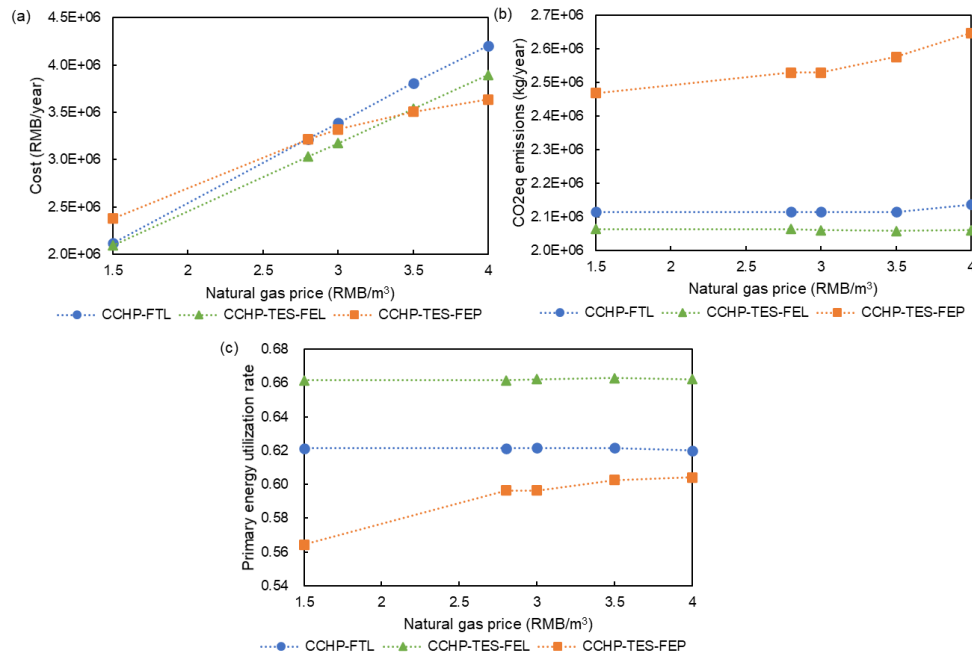 (a)
4.5E+06
4.0E+06
3.5E+06
3.0E+06
2.5E+06
2.0E+06
Cost (RMB/year)
1.5 2 2.5 3 3.5 4
Natural gas price (RMB/m³)
CCHP-FTL CCHP-TES-FEL CCHP-TES-FEP
(b)
2.7E+06
2.6E+06
2.5E+06
2.4E+06
2.3E+06
2.2E+06
2.1E+06
2.0E+06
CO2eq emissions (kg/year)
1.5 2 2.5 3 3.5 4
Natural gas price (RMB/m³)
CCHP-FTL CCHP-TES-FEL CCHP-TES-FEP
(c)
0.68
0.66
0.64
0.62
0.60
0.58
0.56
0.54
Primary energy utilization rate
1.5 2 2.5 3 3.5 4
Natural gas price (RMB/m³)
CCHP-FTL CCHP-TES-FEL CCHP-TES-FEP